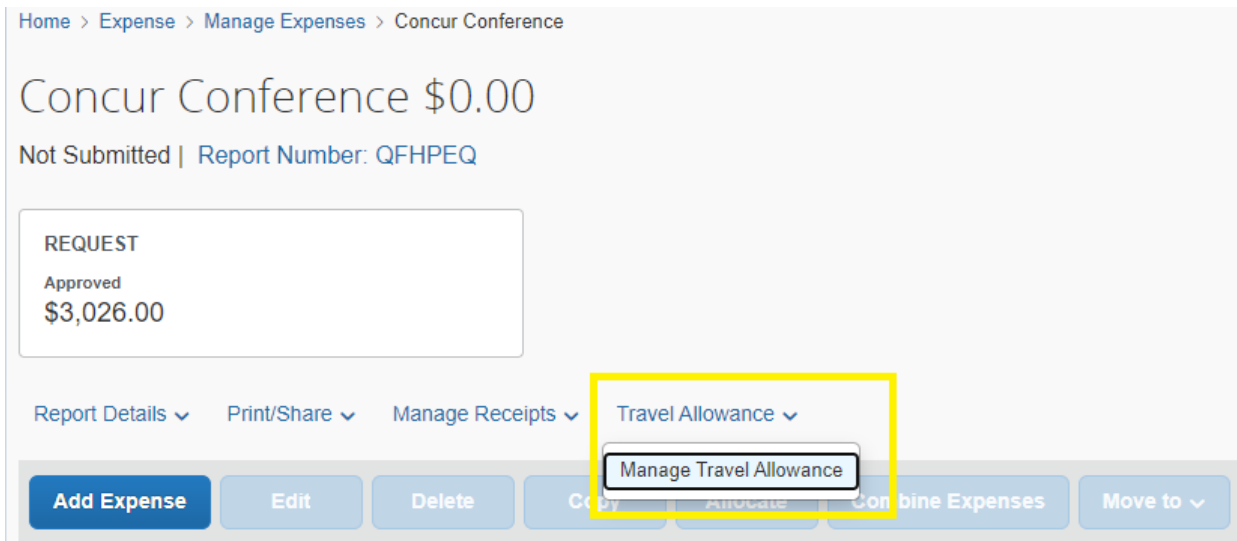 Home > Expense > Manage Expenses > Concur Conference
Concur Conference $0.00
Not Submitted | Report Number: QFHPEQ
REQUEST
Approved
$3,026.00
Report Details Print/Share Manage Receipts Travel Allowance
Manage Travel Allowance
Add Expense Edit Delete Copy Allocate Combine Expenses Move to